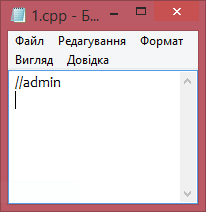 1.cpp - Б...
Файл Редагування Формат
Вигляд Довідка
//admin